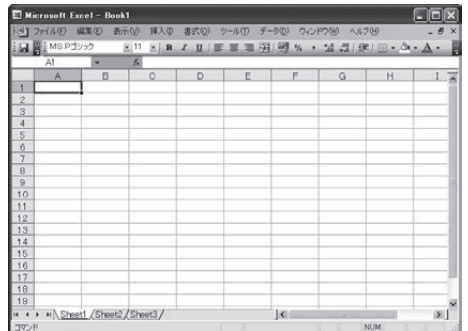 Microsoft Excel - Book1
ファイル(F) 編集(E) 表示(V) 挿入(I) 書式(O) ツール(T) データ(D) ウィンドウ(W) ヘルプ(H)
MS Pゴシック 11 B I U % ,
A1 fx
A B C D E F G H I
1
2
3
4
5
6
7
8
9
10
11
12
13
14
15
16
17
18
19
Sheet1 Sheet2 Sheet3
コマンド NUM